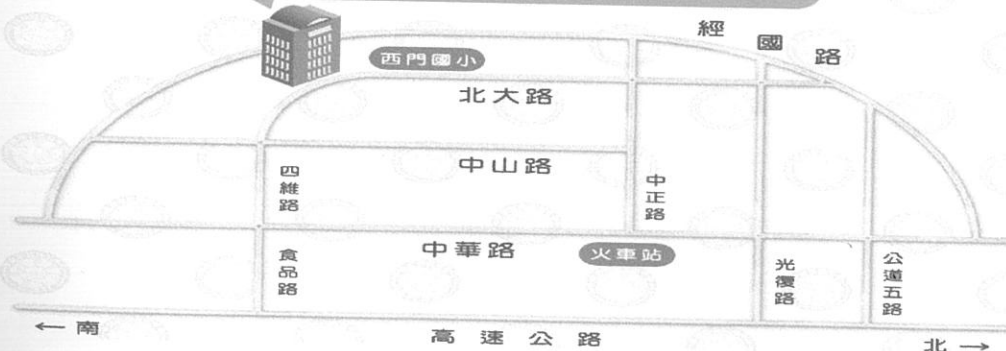 經國路
西門國小
北大路
中山路
四維路
中正路
中華路
火車站
食品路
光復路
公道五路
← 南
高速公路
北 →